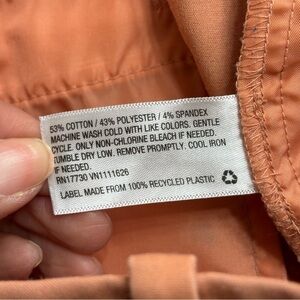 53% COTTON / 43% POLYESTER / 4% SPANDEX
MACHINE WASH COLD WITH LIKE COLORS. GENTLE
CYCLE. ONLY NON-CHLORINE BLEACH IF NEEDED.
TUMBLE DRY LOW. REMOVE PROMPTLY. COOL IRON
IF NEEDED.
RN17730 VN1111626
LABEL MADE FROM 100% RECYCLED PLASTIC